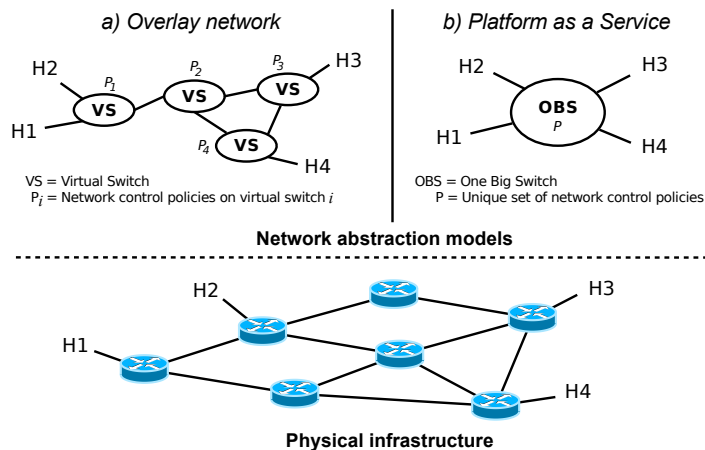 a) Overlay network
H2
P1
P2
P3
H3
VS
VS
VS
H1
P4
VS
H4
VS = Virtual Switch
Pi = Network control policies on virtual switch i
b) Platform as a Service
H2
H3
OBS
P
H1
H4
OBS = One Big Switch
P = Unique set of network control policies
Network abstraction models
H2
H3
H1
H4
Physical infrastructure